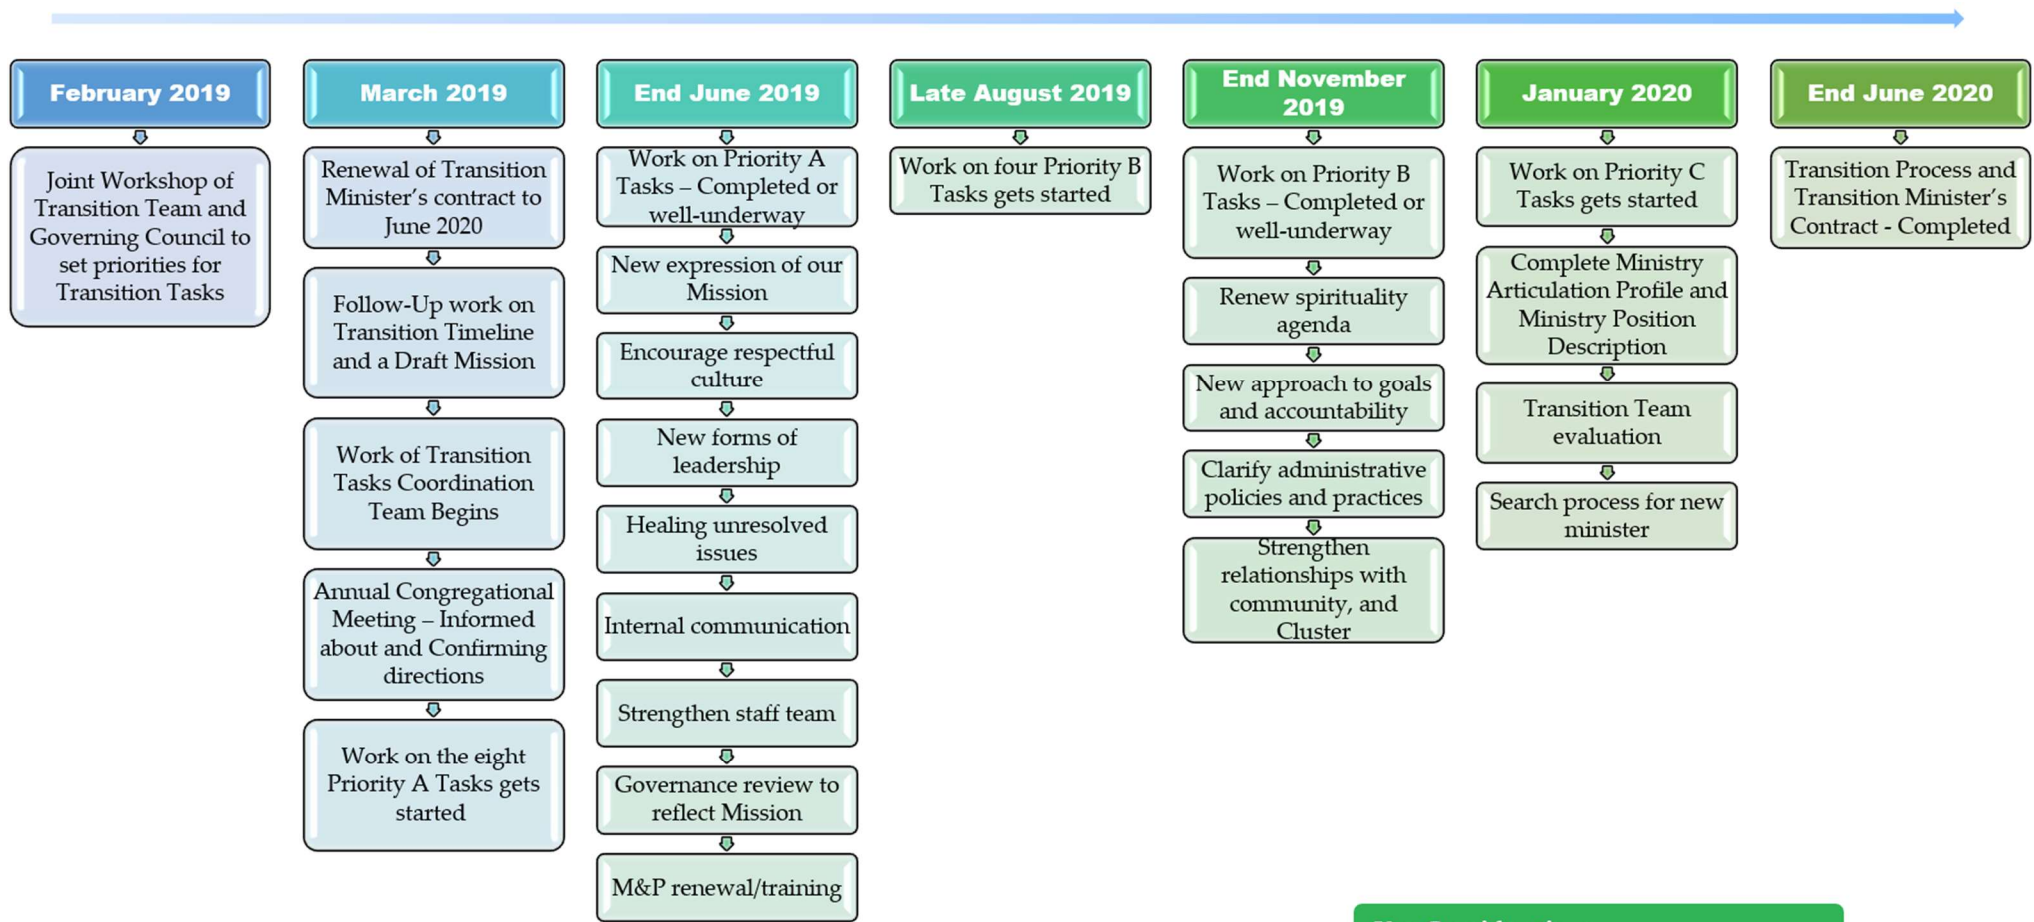 February 2019
Joint Workshop of
Transition Team and
Governing Council to
set priorities for
Transition Tasks
March 2019
Renewal of Transition
Minister’s contract to
June 2020
Follow-Up work on
Transition Timeline
and a Draft Mission
Work of Transition
Tasks Coordination
Team Begins
Annual Congregational
Meeting – Informed
about and Confirming
directions
Work on the eight
Priority A Tasks gets
started
End June 2019
Work on Priority A
Tasks – Completed or
well-underway
New expression of our
Mission
Encourage respectful
culture
New forms of
leadership
Healing unresolved
issues
Internal communication
Strengthen staff team
Governance review to
reflect Mission
M&P renewal/training
Late August 2019
Work on four Priority B
Tasks gets started
End November
2019
Work on Priority B
Tasks – Completed or
well-underway
Renew spirituality
agenda
New approach to goals
and accountability
Clarify administrative
policies and practices
Strengthen
relationships with
community, and
Cluster
January 2020
Work on Priority C
Tasks gets started
Complete Ministry
Articulation Profile and
Ministry Position
Description
Transition Team
evaluation
Search process for new
minister
End June 2020
Transition Process and
Transition Minister’s
Contract - Completed